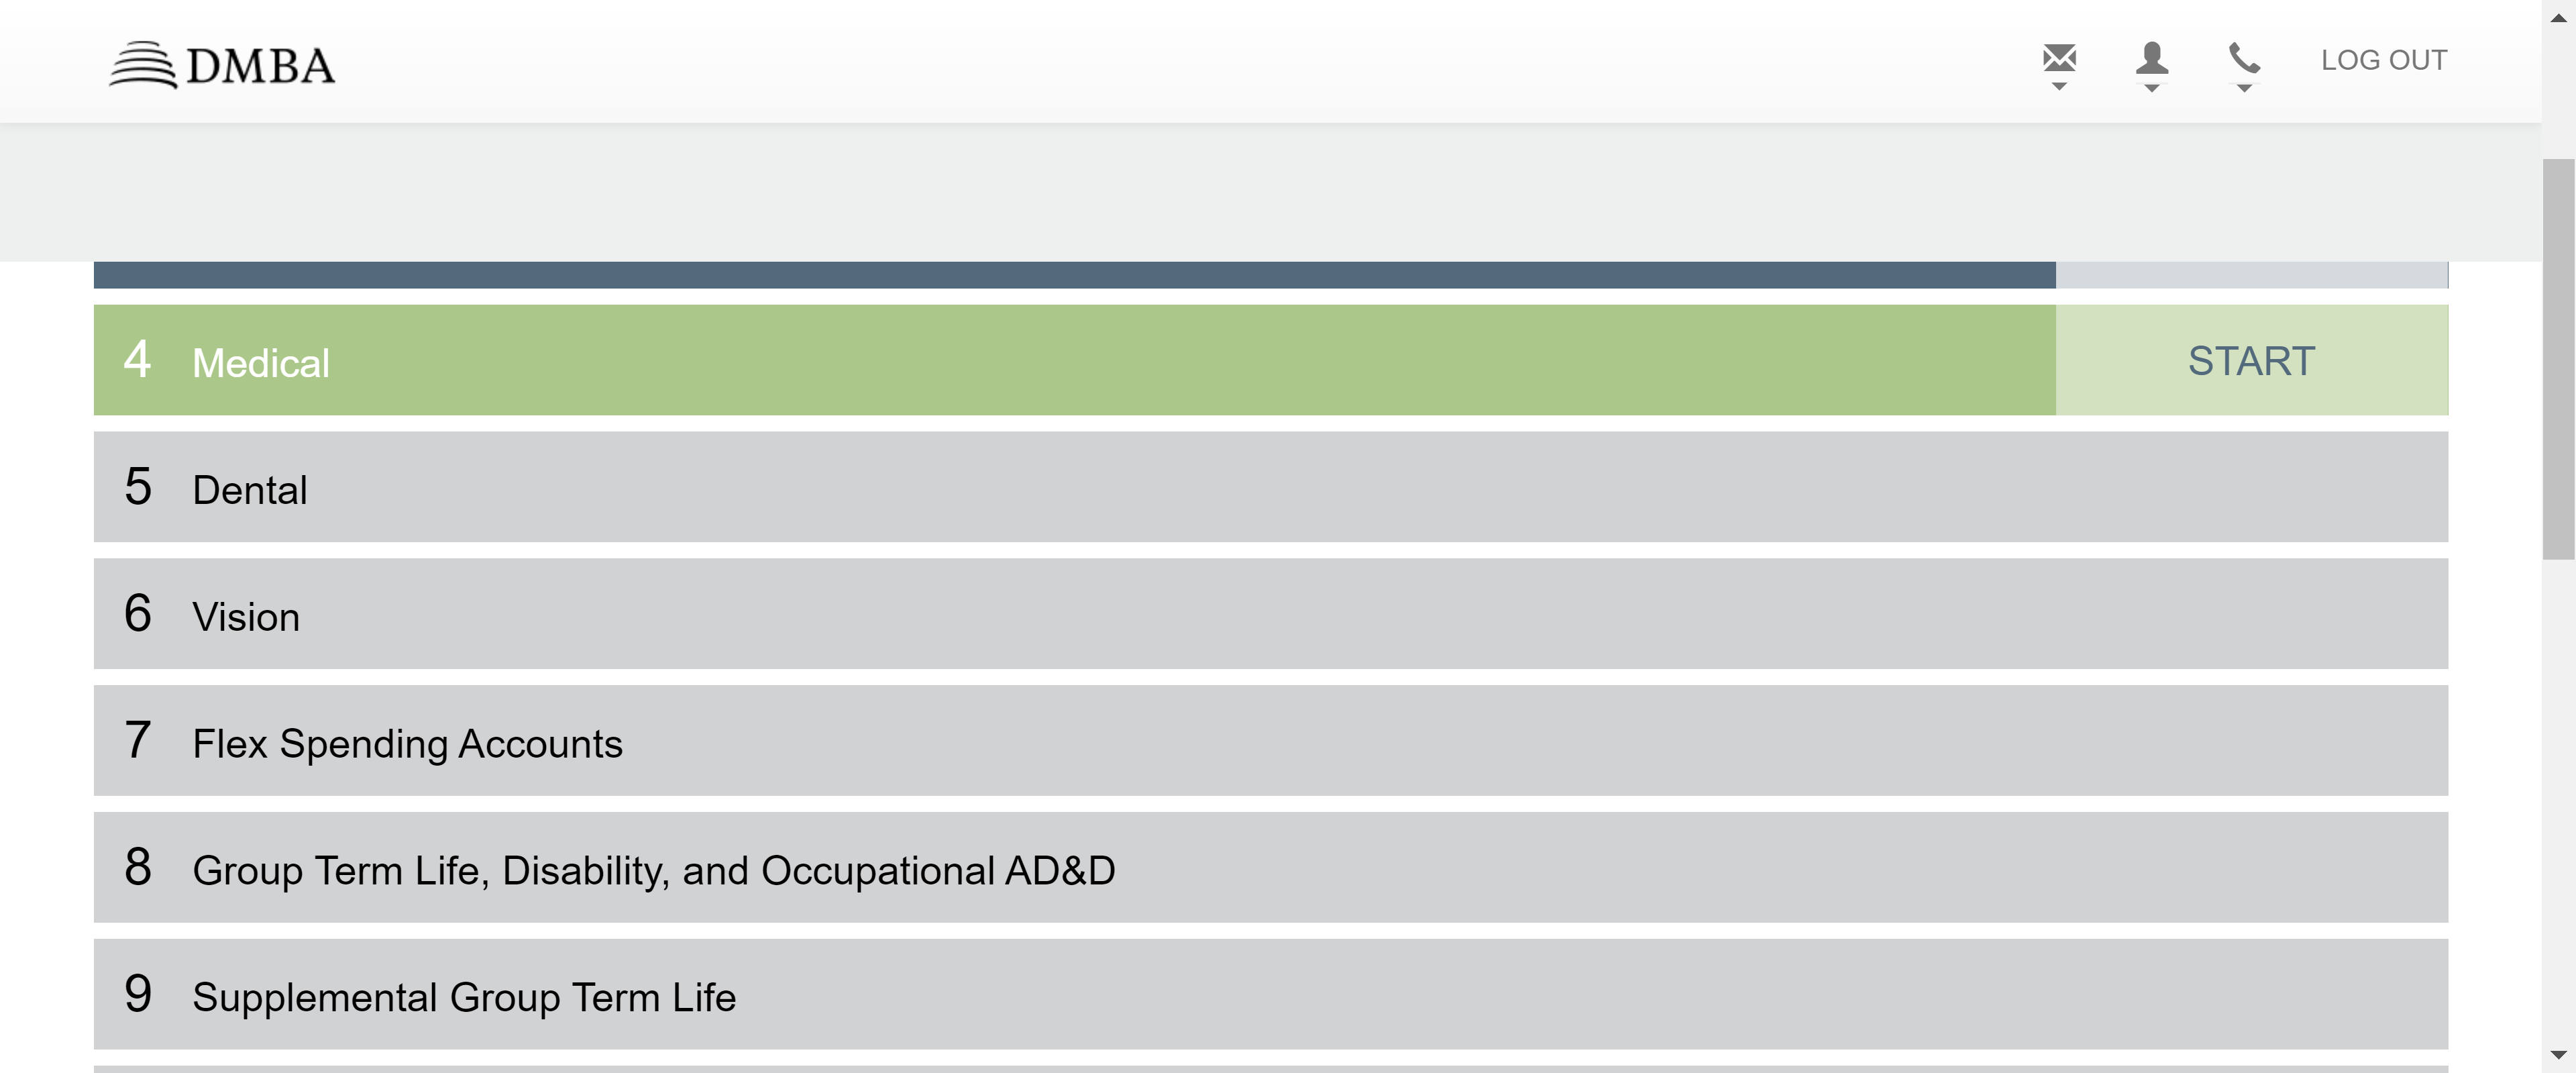 DMBA
LOG OUT
4 Medical START
5 Dental
6 Vision
7 Flex Spending Accounts
8 Group Term Life, Disability, and Occupational AD&D
9 Supplemental Group Term Life